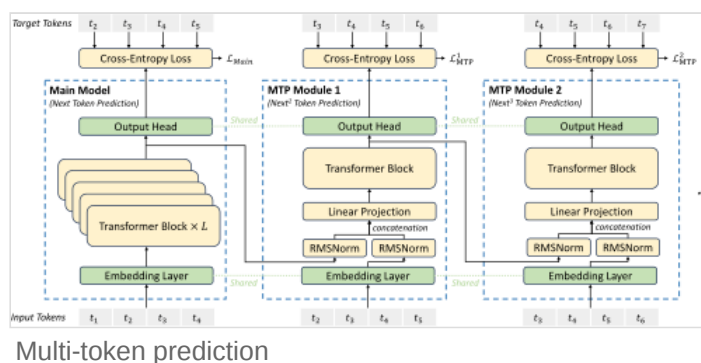 Target Tokens t₂ t₃ t₄ t₅ t₃ t₄ t₅ t₆ t₄ t₅ t₆ t₇
Cross-Entropy Loss ℒMain Cross-Entropy Loss ℒ¹MTP Cross-Entropy Loss ℒ²MTP
Main Model MTP Module 1 MTP Module 2
(Next Token Prediction) (Next² Token Prediction) (Next³ Token Prediction)
Output Head Shared Output Head Shared Output Head
Transformer Block × L Transformer Block Transformer Block
Linear Projection Linear Projection
concatenation concatenation
RMSNorm RMSNorm RMSNorm RMSNorm
Embedding Layer Shared Embedding Layer Shared Embedding Layer
Input Tokens t₁ t₂ t₃ t₄ t₂ t₃ t₄ t₅ t₃ t₄ t₅ t₆
Multi-token prediction